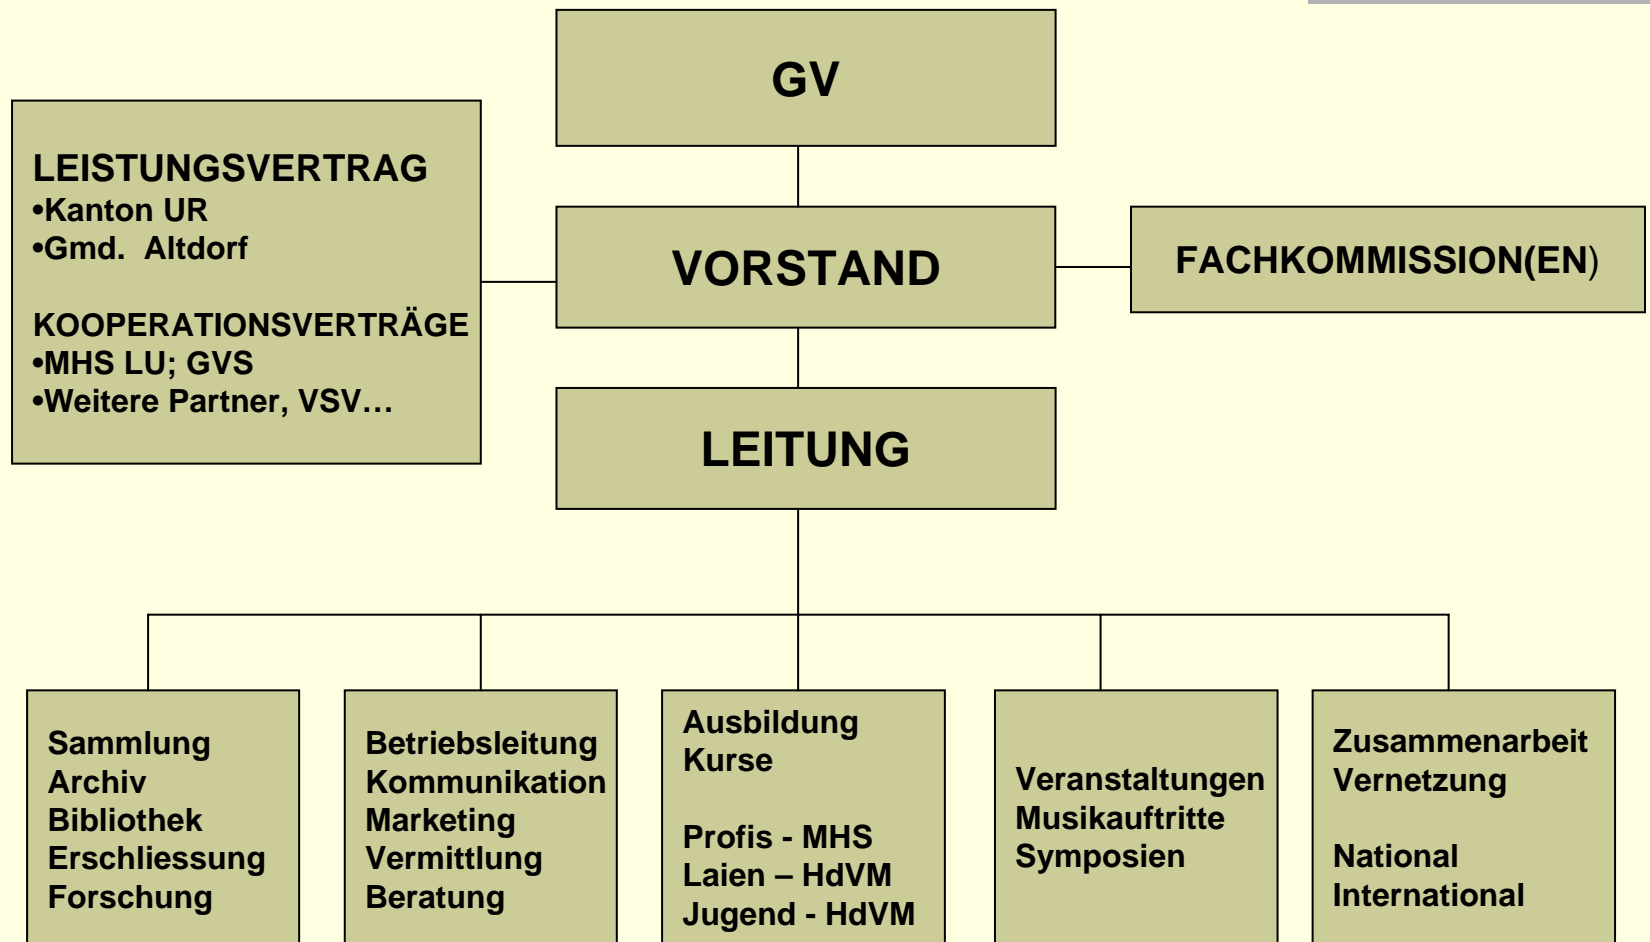 GV
LEISTUNGSVERTRAG
•Kanton UR
•Gmd.  Altdorf
KOOPERATIONSVERTRÄGE
•MHS LU; GVS
•Weitere Partner, VSV…
VORSTAND
FACHKOMMISSION(EN)
LEITUNG
Sammlung
Archiv
Bibliothek
Erschliessung
Forschung
Betriebsleitung
Kommunikation
Marketing
Vermittlung
Beratung
Ausbildung
Kurse
Profis - MHS
Laien – HdVM
Jugend - HdVM
Veranstaltungen
Musikauftritte
Symposien
Zusammenarbeit
Vernetzung
National
International